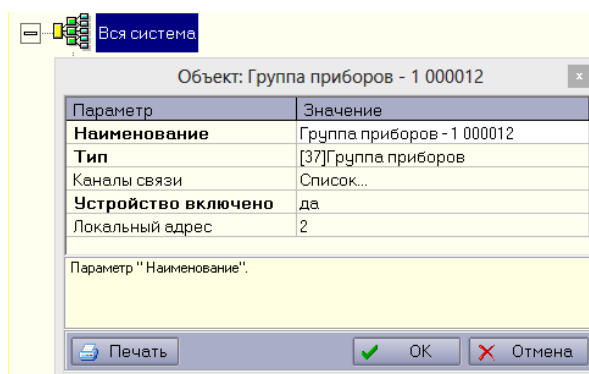 Вся система
Объект: Группа приборов - 1 000012
x
Параметр Значение
Наименование Группа приборов - 1 000012
Тип [37]Группа приборов
Каналы связи Список...
Устройство включено да
Локальный адрес 2
Параметр " Наименование".
Печать OK Отмена